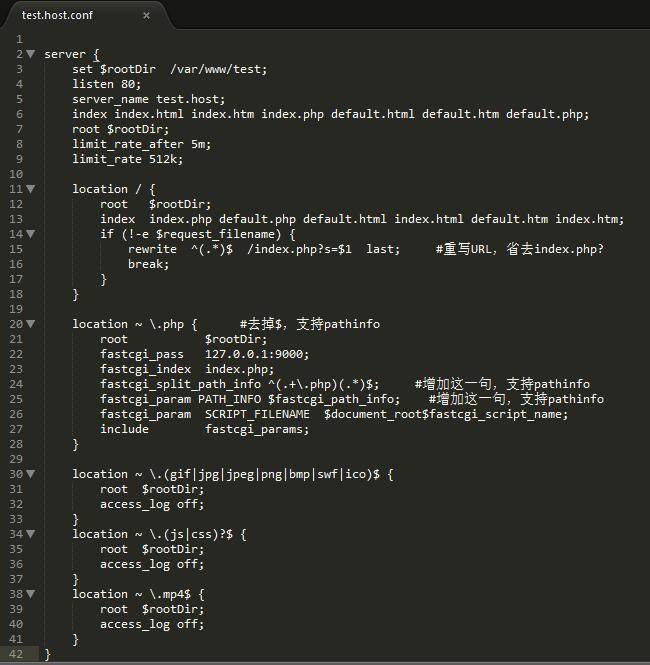 test.host.conf ×
1
2 server {
3 set $rootDir  /var/www/test;
4 listen 80;
5 server_name test.host;
6 index index.html index.htm index.php default.html default.htm default.php;
7 root $rootDir;
8 limit_rate_after 5m;
9 limit_rate 512k;
10
11 location / {
12 root   $rootDir;
13 index  index.php default.php default.html index.html default.htm index.htm;
14 if (!-e $request_filename) {
15 rewrite  ^(.*)$  /index.php?s=$1  last;     #重写URL，省去index.php?
16 break;
17 }
18 }
19
20 location ~ \.php {      #去掉$，支持pathinfo
21 root           $rootDir;
22 fastcgi_pass   127.0.0.1:9000;
23 fastcgi_index  index.php;
24 fastcgi_split_path_info ^(.+\.php)(.*)$;     #增加这一句，支持pathinfo
25 fastcgi_param PATH_INFO $fastcgi_path_info;    #增加这一句，支持pathinfo
26 fastcgi_param  SCRIPT_FILENAME  $document_root$fastcgi_script_name;
27 include        fastcgi_params;
28 }
29
30 location ~ \.(gif|jpg|jpeg|png|bmp|swf|ico)$ {
31 root  $rootDir;
32 access_log off;
33 }
34 location ~ \.(js|css)?$ {
35 root  $rootDir;
36 access_log off;
37 }
38 location ~ \.mp4$ {
39 root  $rootDir;
40 access_log off;
41 }
42 }